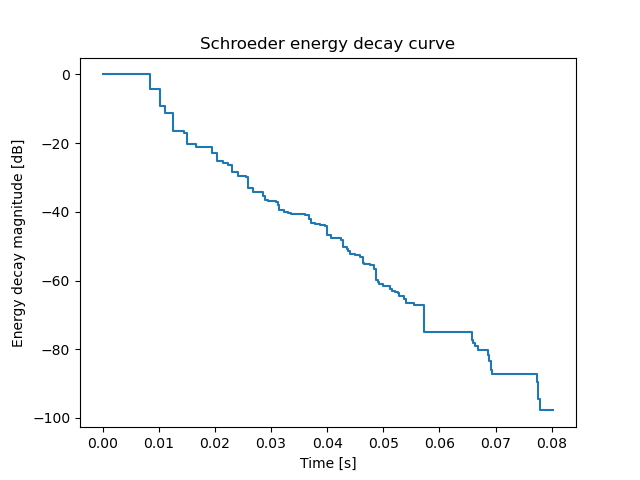 Schroeder energy decay curve
Energy decay magnitude [dB]
0
−20
−40
−60
−80
−100
0.00 0.01 0.02 0.03 0.04 0.05 0.06 0.07 0.08
Time [s]